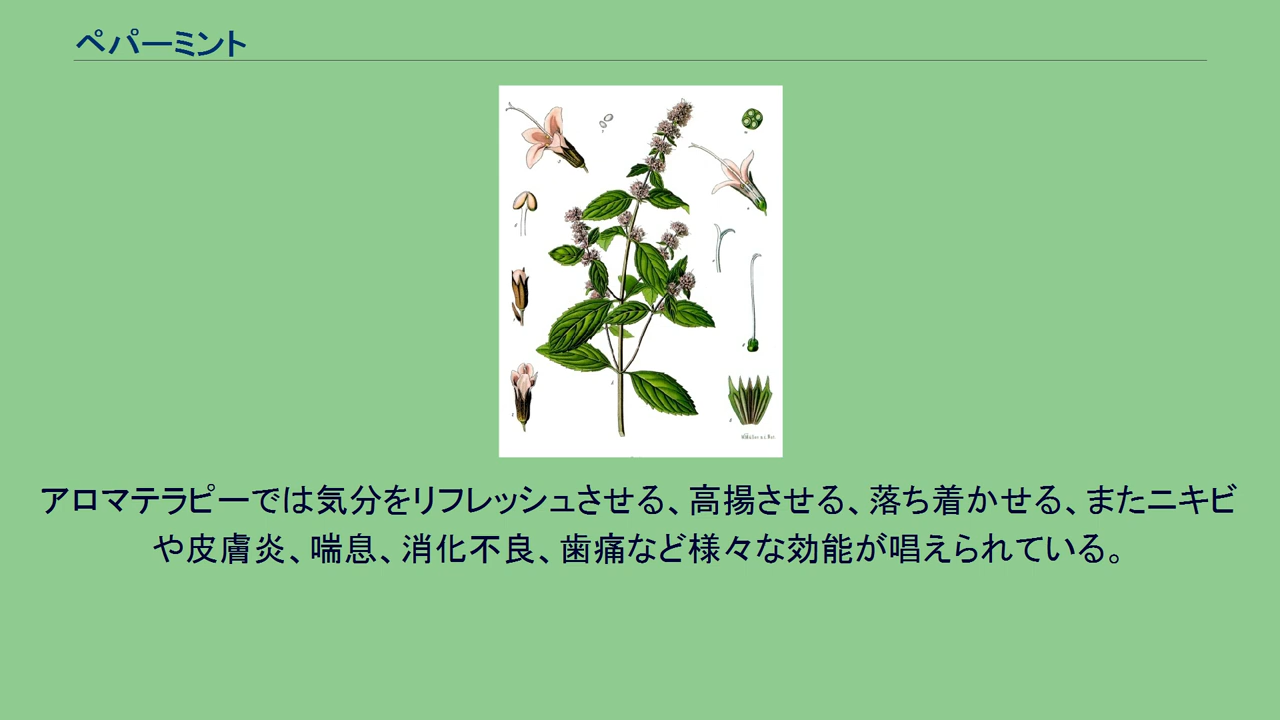 ペパーミント
アロマテラピーでは気分をリフレッシュさせる、高揚させる、落ち着かせる、またニキビ
や皮膚炎、喘息、消化不良、歯痛など様々な効能が唱えられている。